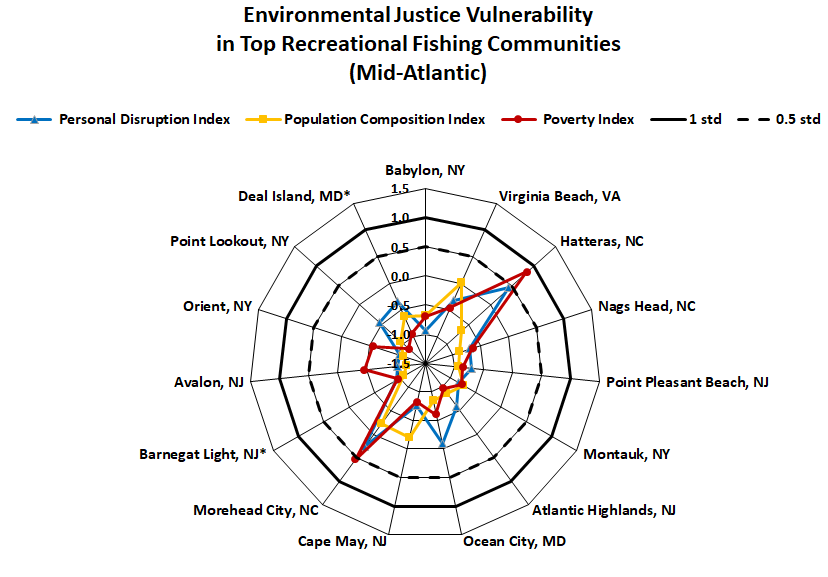 Environmental Justice Vulnerability
in Top Recreational Fishing Communities
(Mid-Atlantic)
Personal Disruption Index Population Composition Index Poverty Index 1 std 0.5 std
Babylon, NY
1.5
Deal Island, MD* Virginia Beach, VA
1.0
Point Lookout, NY 0.5 Hatteras, NC
0.0
Orient, NY -0.5 Nags Head, NC
-1.0
-1.5
Avalon, NJ Point Pleasant Beach, NJ
Barnegat Light, NJ* Montauk, NY
Morehead City, NC Atlantic Highlands, NJ
Cape May, NJ Ocean City, MD